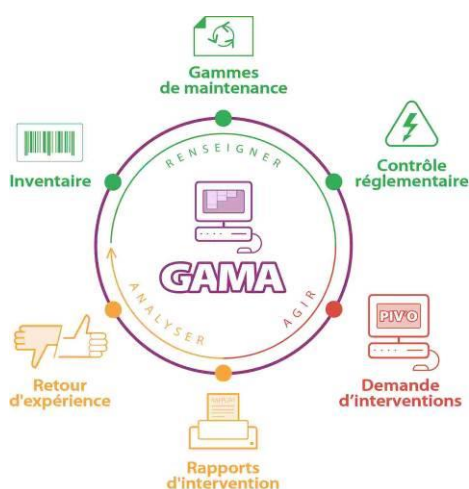 Gammes
de maintenance
Inventaire
Contrôle
réglementaire
RENSEIGNER
GAMA
ANALYSER
AGIR
PIVO
Retour
d'expérience
Demande
d'interventions
Rapports
d'intervention